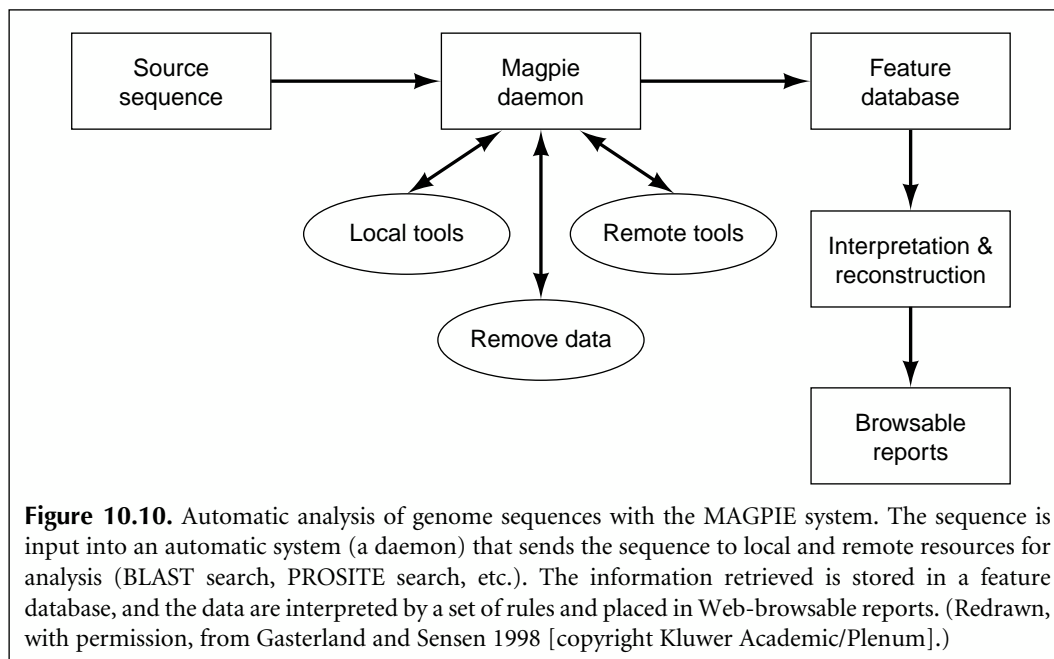 Source
sequence
Magpie
daemon
Feature
database
Local tools
Remote tools
Remove data
Interpretation &
reconstruction
Browsable
reports
Figure 10.10. Automatic analysis of genome sequences with the MAGPIE system. The sequence is
input into an automatic system (a daemon) that sends the sequence to local and remote resources for
analysis (BLAST search, PROSITE search, etc.). The information retrieved is stored in a feature
database, and the data are interpreted by a set of rules and placed in Web-browsable reports. (Redrawn,
with permission, from Gasterland and Sensen 1998 [copyright Kluwer Academic/Plenum].)